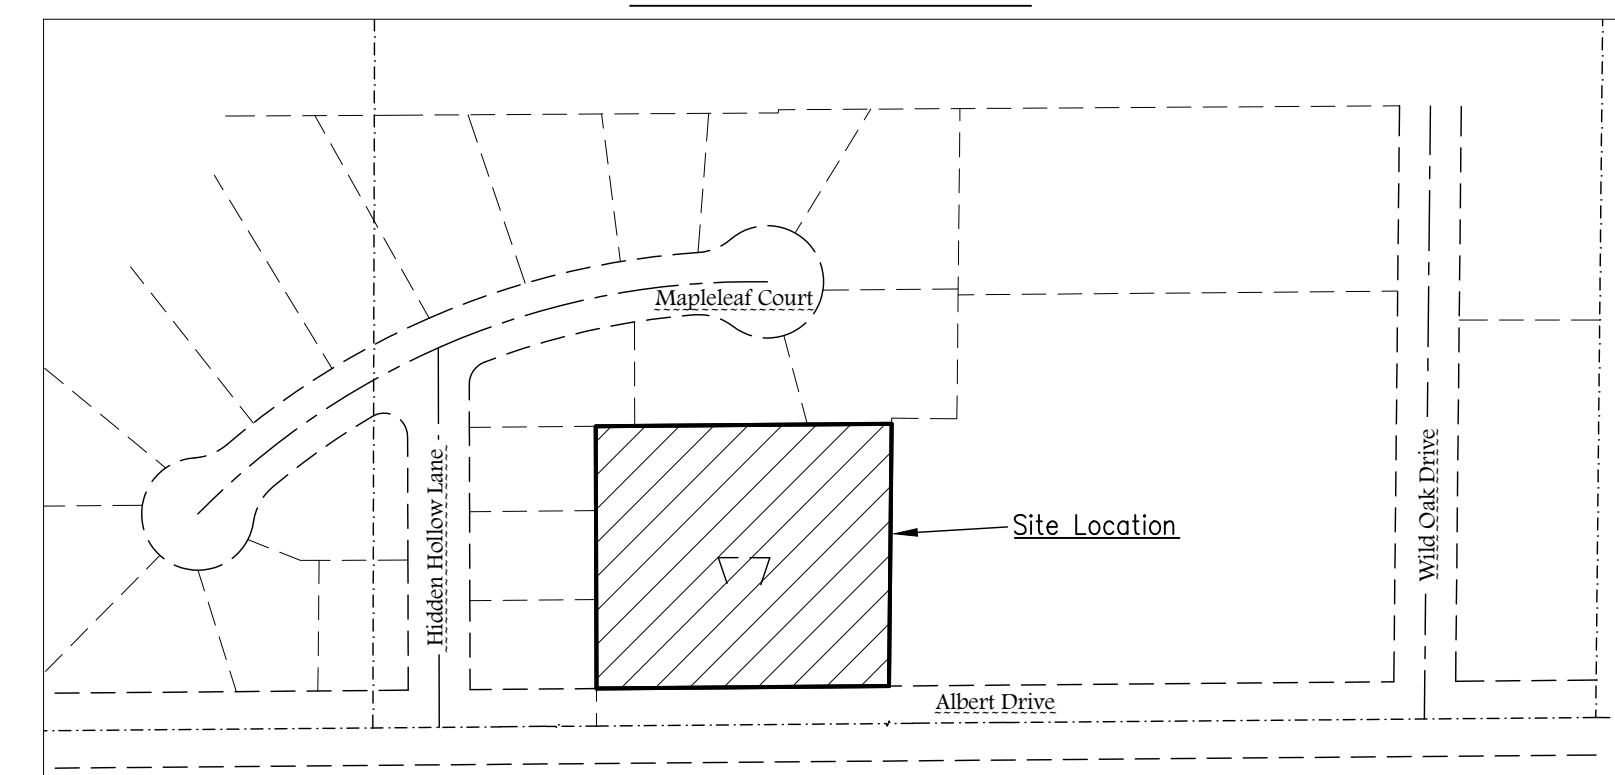 Mapleleaf Court
Hidden Hollow Lane
Site Location
Wild Oak Drive
Albert Drive